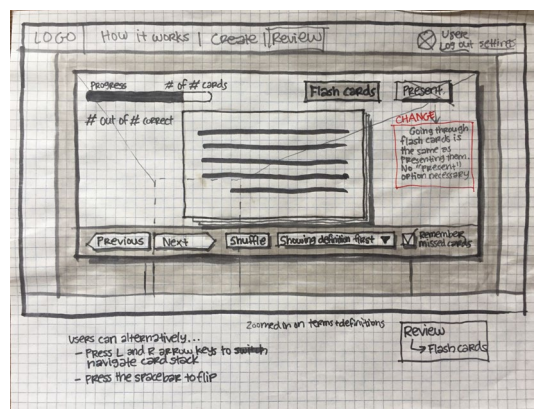 LOGO How it works | Create | Review
User
Log out settings
Progress # of # cards
Flash cards Present
# out of # correct
CHANGE
Going through
flash cards is
the same as
presenting them.
No "present"
option necessary
Previous Next Shuffle Showing definition first ▼ Remember
missed cards
zoomed in on terms+definitions
Review
↳ Flash cards
users can alternatively...
- Press L and R arrow keys to switch
navigate card stack
- Press the spacebar to flip